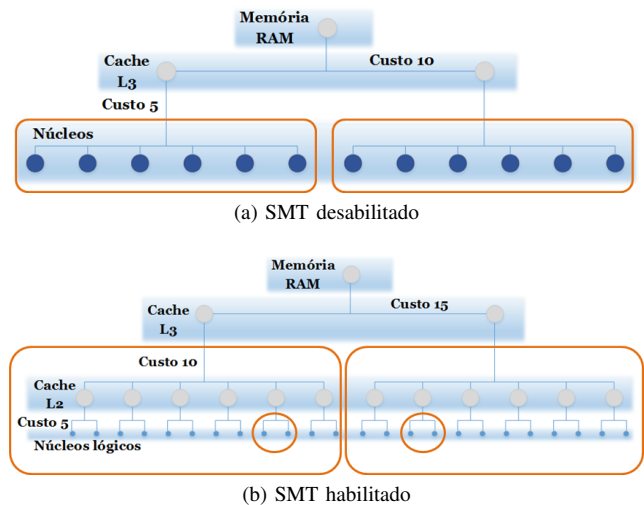 Memória
RAM
Cache
L3
Custo 10
Custo 5
Núcleos
(a) SMT desabilitado
Memória
RAM
Cache
L3
Custo 15
Custo 10
Cache
L2
Custo 5
Núcleos lógicos
(b) SMT habilitado